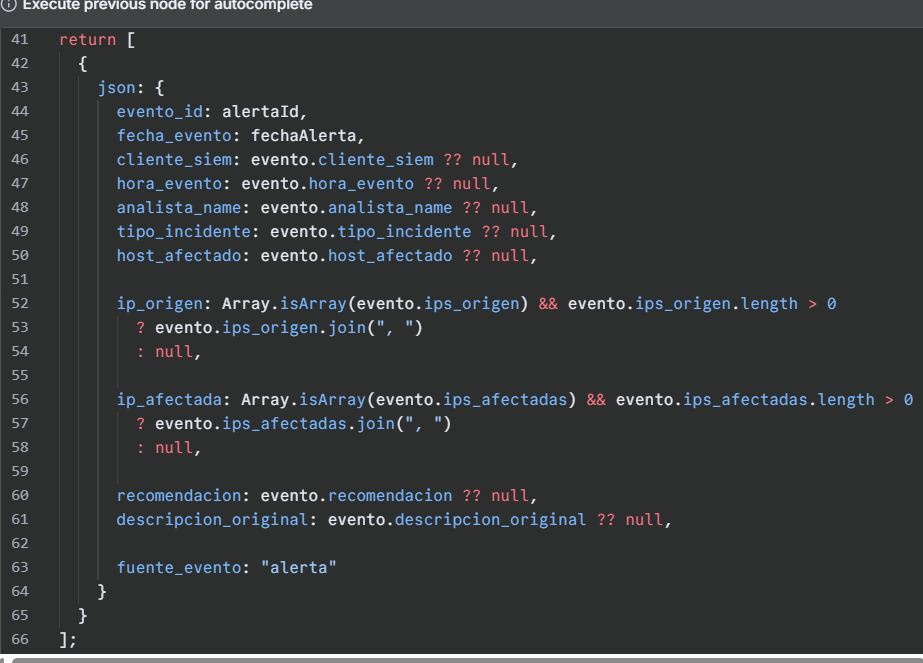 Execute previous node for autocomplete
41 return [
42 {
43 json: {
44 evento_id: alertaId,
45 fecha_evento: fechaAlerta,
46 cliente_siem: evento.cliente_siem ?? null,
47 hora_evento: evento.hora_evento ?? null,
48 analista_name: evento.analista_name ?? null,
49 tipo_incidente: evento.tipo_incidente ?? null,
50 host_afectado: evento.host_afectado ?? null,
51
52 ip_origen: Array.isArray(evento.ips_origen) && evento.ips_origen.length > 0
53 ? evento.ips_origen.join(", ")
54 : null,
55
56 ip_afectada: Array.isArray(evento.ips_afectadas) && evento.ips_afectadas.length > 0
57 ? evento.ips_afectadas.join(", ")
58 : null,
59
60 recomendacion: evento.recomendacion ?? null,
61 descripcion_original: evento.descripcion_original ?? null,
62
63 fuente_evento: "alerta"
64 }
65 }
66 ];